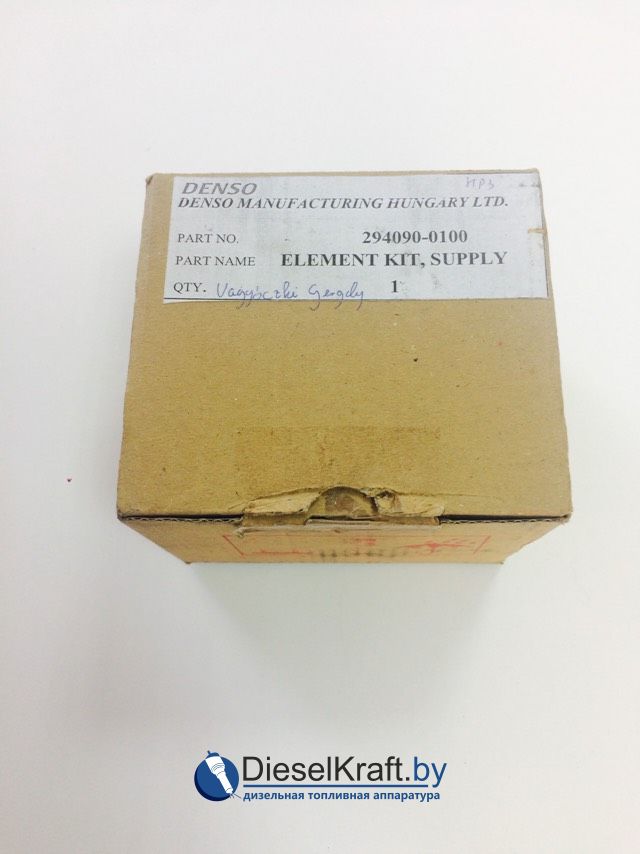 HP3
DENSO
DENSO MANUFACTURING HUNGARY LTD.
PART NO. 294090-0100
PART NAME ELEMENT KIT, SUPPLY
QTY. 1
DieselKraft.by
дизельная топливная аппаратура